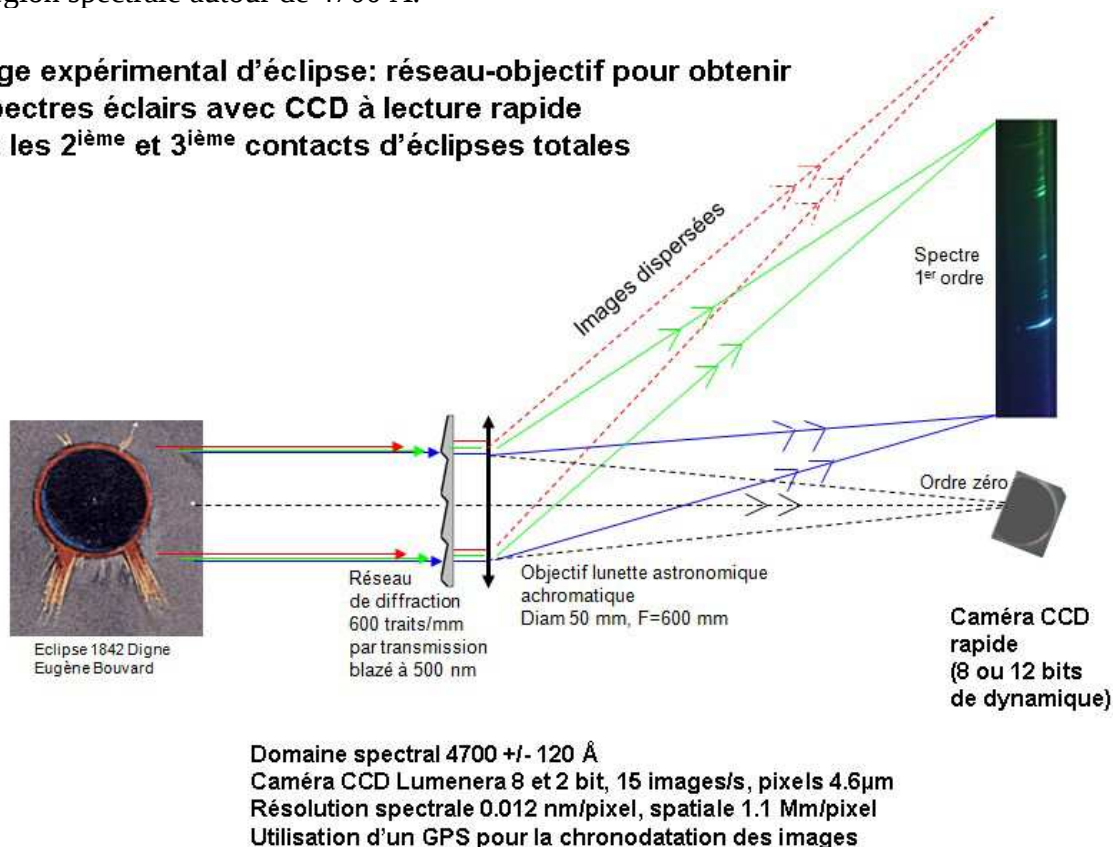 spectrale autour de 4700 Å.
expérimental d'éclipse: réseau-objectif pour obtenir
éclairs avec CCD à lecture rapide
les 2ième et 3ième contacts d'éclipses totales
Images dispersées
Spectre
1er ordre
Ordre zéro
Réseau
de diffraction
600 traits/mm
par transmission
blazé à 500 nm
Objectif lunette astronomique
achromatique
Diam 50 mm, F=600 mm
Eclipse 1842 Digne
Eugène Bouvard
Caméra CCD
rapide
(8 ou 12 bits
de dynamique)
Domaine spectral 4700 +/- 120 Å
Caméra CCD Lumenera 8 et 2 bit, 15 images/s, pixels 4.6µm
Résolution spectrale 0.012 nm/pixel, spatiale 1.1 Mm/pixel
Utilisation d'un GPS pour la chronodatation des images